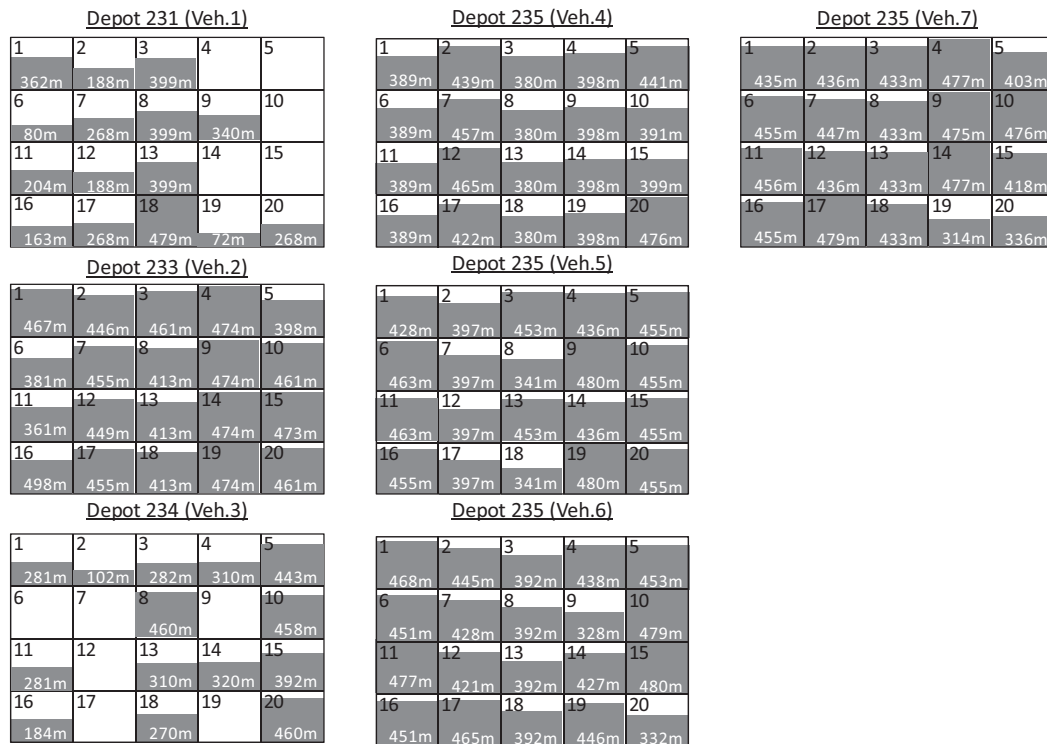 Depot 231 (Veh.1)
1 2 3 4 5
362m 188m 399m
6 7 8 9 10
80m 268m 399m 340m
11 12 13 14 15
204m 188m 399m
16 17 18 19 20
163m 268m 479m 72m 268m
Depot 233 (Veh.2)
1 2 3 4 5
467m 446m 461m 474m 398m
6 7 8 9 10
381m 455m 413m 474m 461m
11 12 13 14 15
361m 449m 413m 474m 473m
16 17 18 19 20
498m 455m 413m 474m 461m
Depot 234 (Veh.3)
1 2 3 4 5
281m 102m 282m 310m 443m
6 7 8 9 10
460m 458m
11 12 13 14 15
281m 310m 320m 392m
16 17 18 19 20
184m 270m 460m
Depot 235 (Veh.4)
1 2 3 4 5
389m 439m 380m 398m 441m
6 7 8 9 10
389m 457m 380m 398m 391m
11 12 13 14 15
389m 465m 380m 398m 399m
16 17 18 19 20
389m 422m 380m 398m 476m
Depot 235 (Veh.5)
1 2 3 4 5
428m 397m 453m 436m 455m
6 7 8 9 10
463m 397m 341m 480m 455m
11 12 13 14 15
463m 397m 453m 436m 455m
16 17 18 19 20
455m 397m 341m 480m 455m
Depot 235 (Veh.6)
1 2 3 4 5
468m 445m 392m 438m 453m
6 7 8 9 10
451m 428m 392m 328m 479m
11 12 13 14 15
477m 421m 392m 427m 480m
16 17 18 19 20
451m 465m 392m 446m 332m
Depot 235 (Veh.7)
1 2 3 4 5
435m 436m 433m 477m 403m
6 7 8 9 10
455m 447m 433m 475m 476m
11 12 13 14 15
456m 436m 433m 477m 418m
16 17 18 19 20
455m 479m 433m 314m 336m